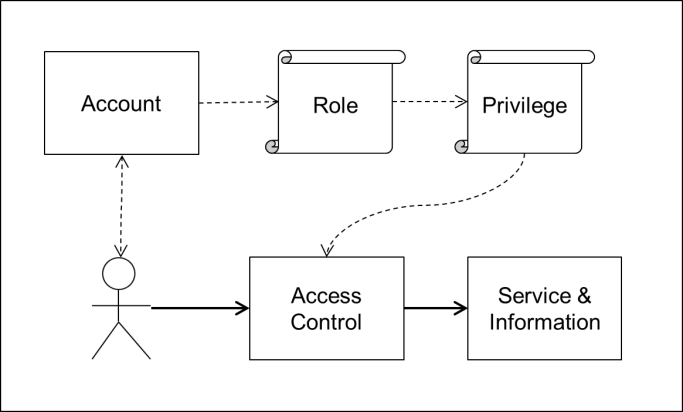 Account
Role
Privilege
Access
Control
Service &
Information